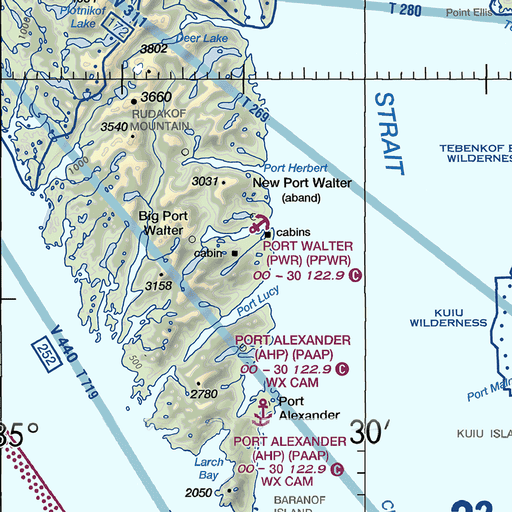 Plotnikof
Lake
V 311
172
3802
Deer Lake
T 280
Point Ellis
1000
3660
RUDAKOF
MOUNTAIN
3540
T 269
STRAIT
1000
Port Herbert
TEBENKOF B
WILDERNESS
3031
New Port Walter
(aband)
Big Port
Walter
cabins
cabin
PORT WALTER
(PWR) (PPWR)
00 - 30 122.9 C
3158
Port Lucy
KUIU
WILDERNESS
PORT ALEXANDER
(AHP) (PAAP)
00 - 30 122.9 C
WX CAM
V 440
T 719
252
500
2780
Port
Alexander
Port Main
35°
30'
KUIU ISLA
PORT ALEXANDER
(AHP) (PAAP)
00 - 30 122.9 C
WX CAM
Larch
Bay
2050
BARANOF
ISLAND